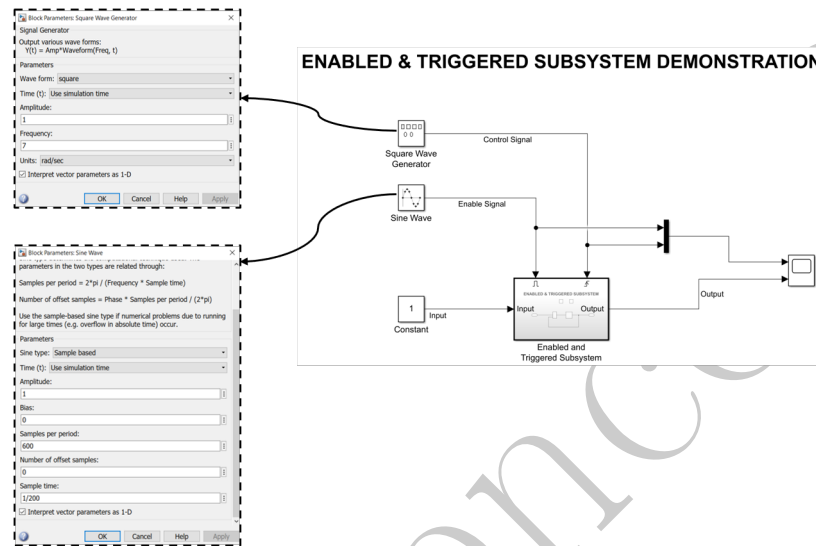 Block Parameters: Square Wave Generator
Signal Generator
Output various wave forms:
Y(t) = Amp*Waveform(Freq, t)
Parameters
Wave form: square
Time (t): Use simulation time
Amplitude:
1
Frequency:
7
Units: rad/sec
Interpret vector parameters as 1-D
OK Cancel Help Apply
ENABLED & TRIGGERED SUBSYSTEM DEMONSTRATION
Control Signal
Square Wave
Generator
Enable Signal
Sine Wave
ENABLED & TRIGGERED SUBSYSTEM
1
Input
Input
Output
Output
Constant
Enabled and
Triggered Subsystem
Block Parameters: Sine Wave
parameters in the two types are related through:
Samples per period = 2*pi / (Frequency * Sample time)
Number of offset samples = Phase * Samples per period / (2*pi)
Use the sample-based sine type if numerical problems due to running
for large times (e.g. overflow in absolute time) occur.
Parameters
Sine type: Sample based
Time (t): Use simulation time
Amplitude:
1
Bias:
0
Samples per period:
600
Number of offset samples:
0
Sample time:
1/200
Interpret vector parameters as 1-D
OK Cancel Help Apply